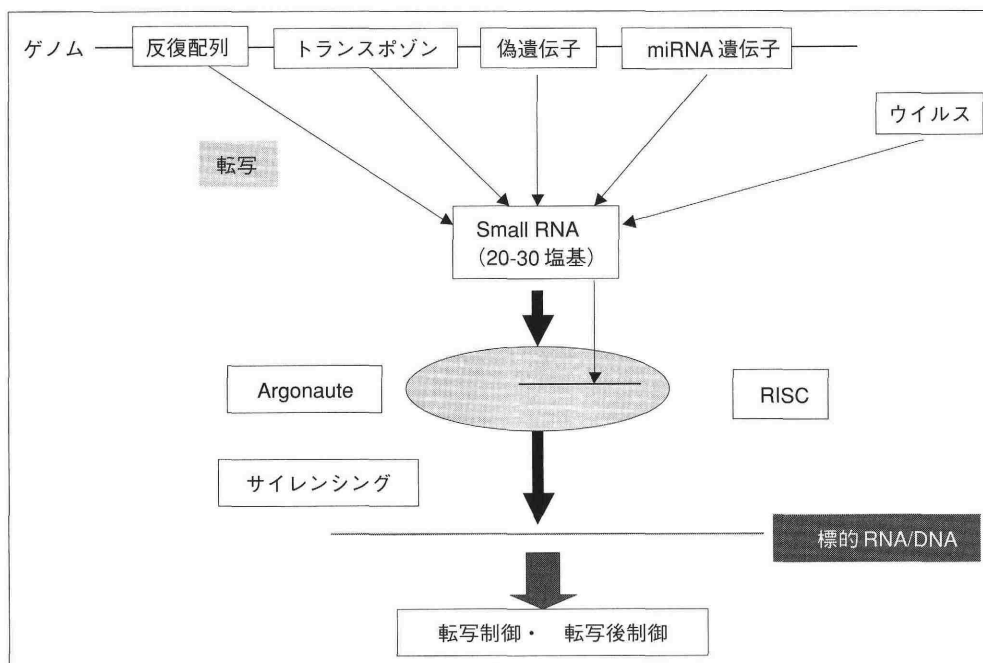 ゲノム 反復配列 トランスポゾン 偽遺伝子 miRNA 遺伝子
ウイルス
転写
Small RNA
(20-30 塩基)
Argonaute RISC
サイレンシング
標的 RNA/DNA
転写制御・ 転写後制御